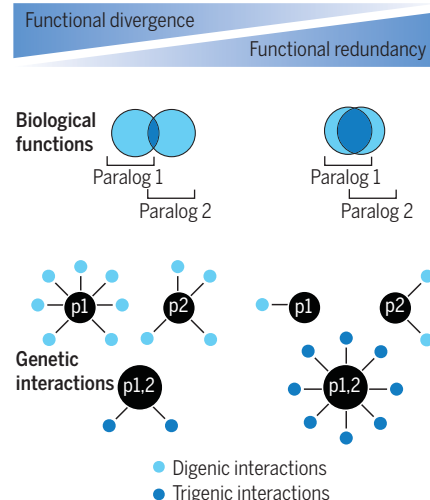 Functional divergence
Functional redundancy
Biological
functions
Paralog 1
Paralog 2
Paralog 1
Paralog 2
p1
p2
p1
p2
Genetic
interactions
p1,2
p1,2
Digenic interactions
Trigenic interactions